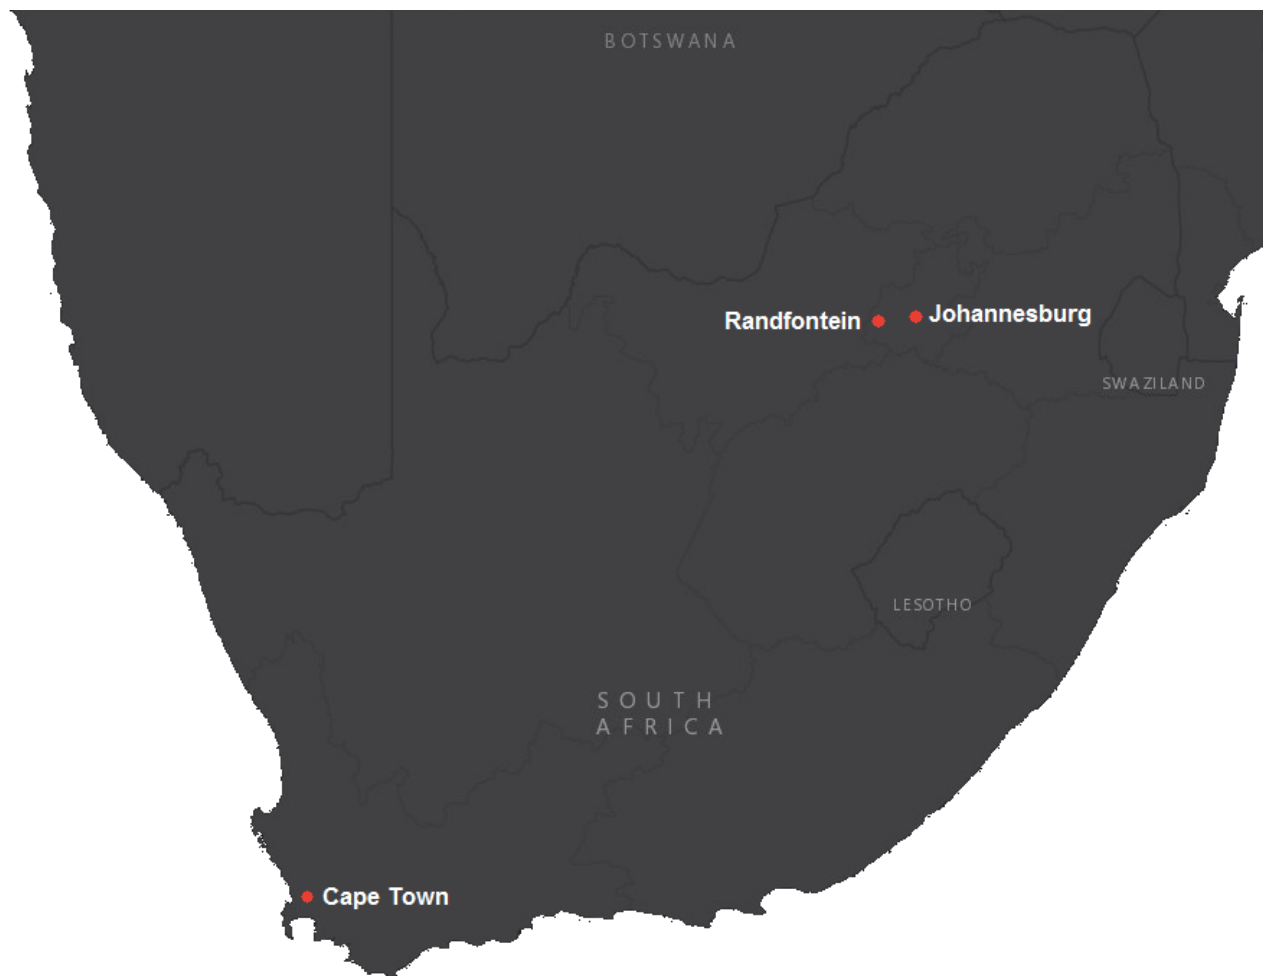 BOTSWANA
Johannesburg
Randfontein
SWAZILAND
LESOTHO
SOUTH
AFRICA
Cape Town